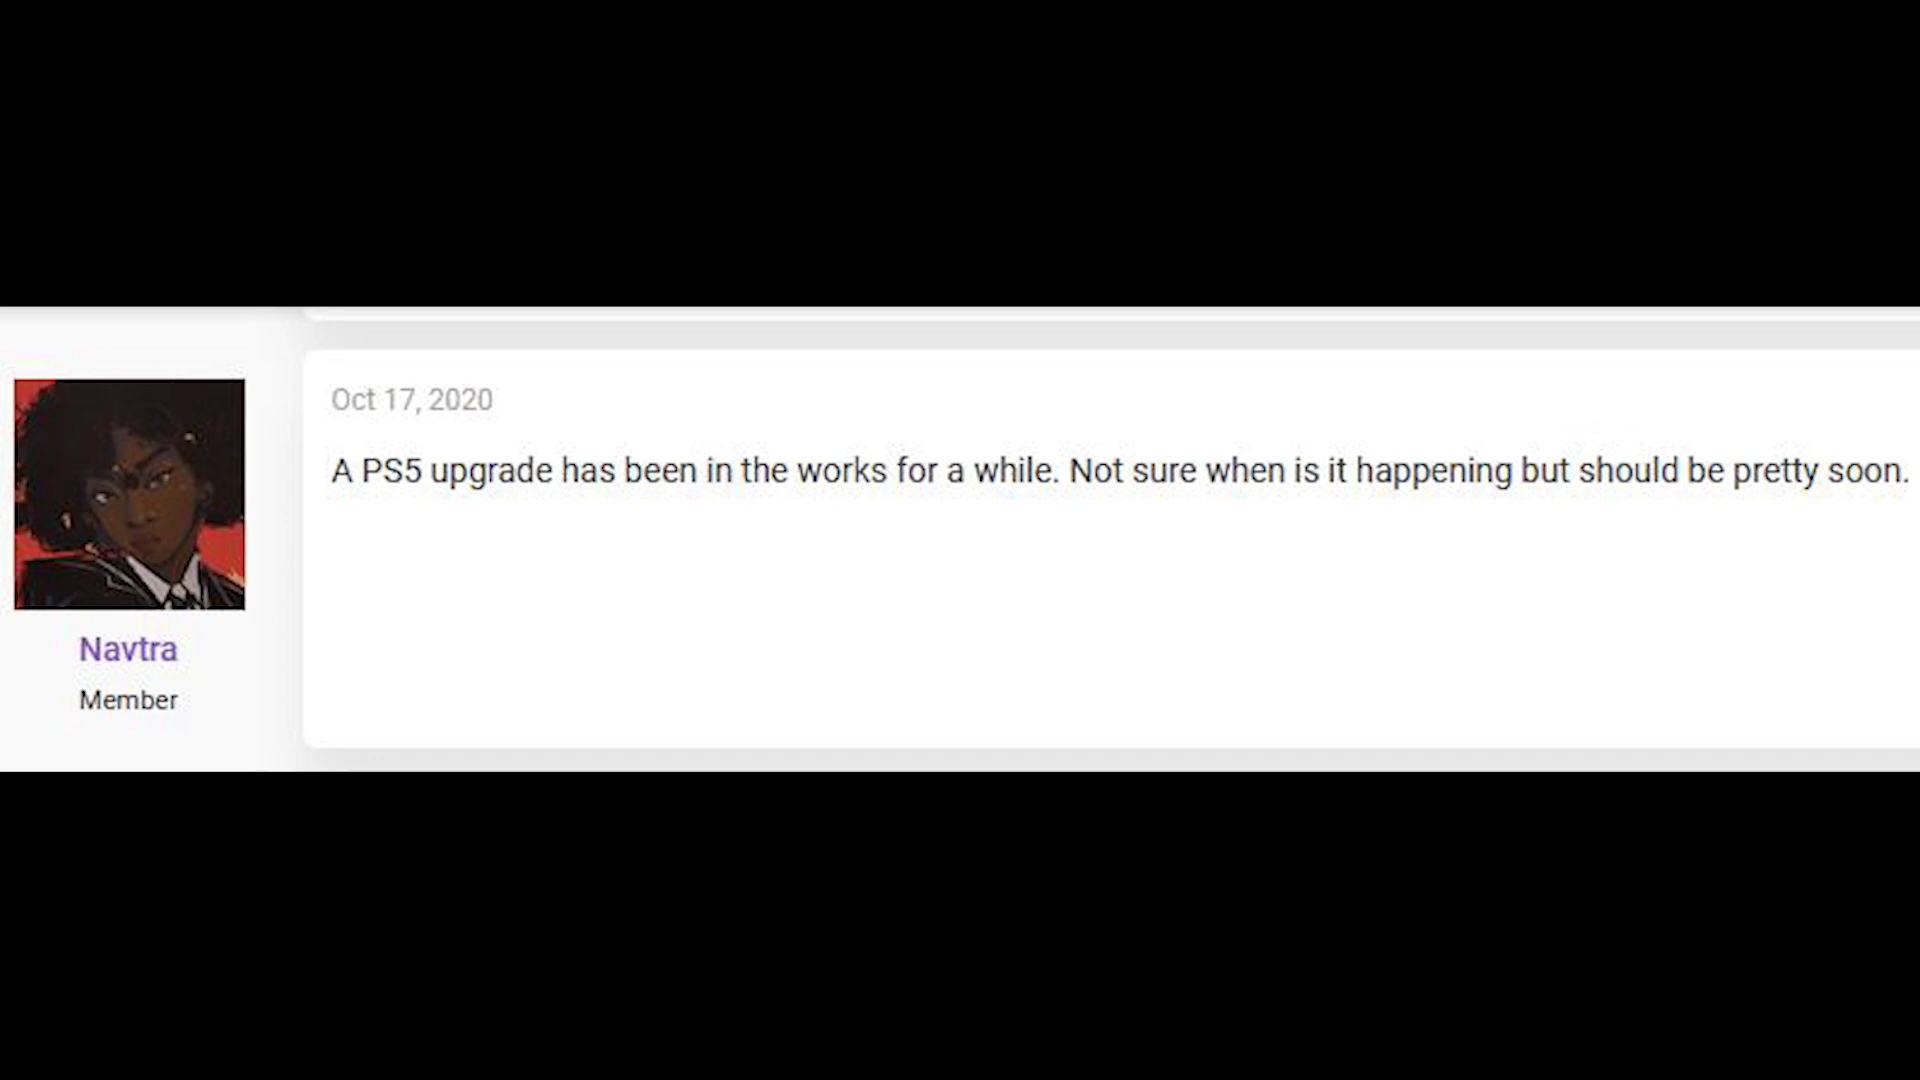 Oct 17, 2020
A PS5 upgrade has been in the works for a while. Not sure when is it happening but should be pretty soon.
Navtra
Member